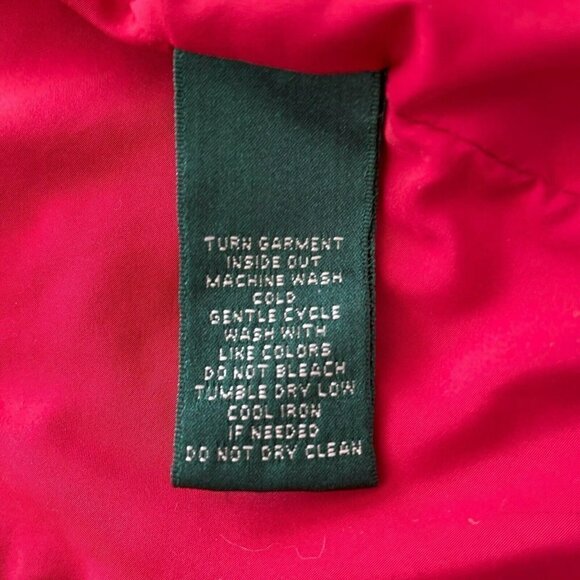 TURN GARMENT
INSIDE OUT
MACHINE WASH
COLD
GENTLE CYCLE
WASH WITH
LIKE COLORS
DO NOT BLEACH
TUMBLE DRY LOW
COOL IRON
IF NEEDED
DO NOT DRY CLEAN